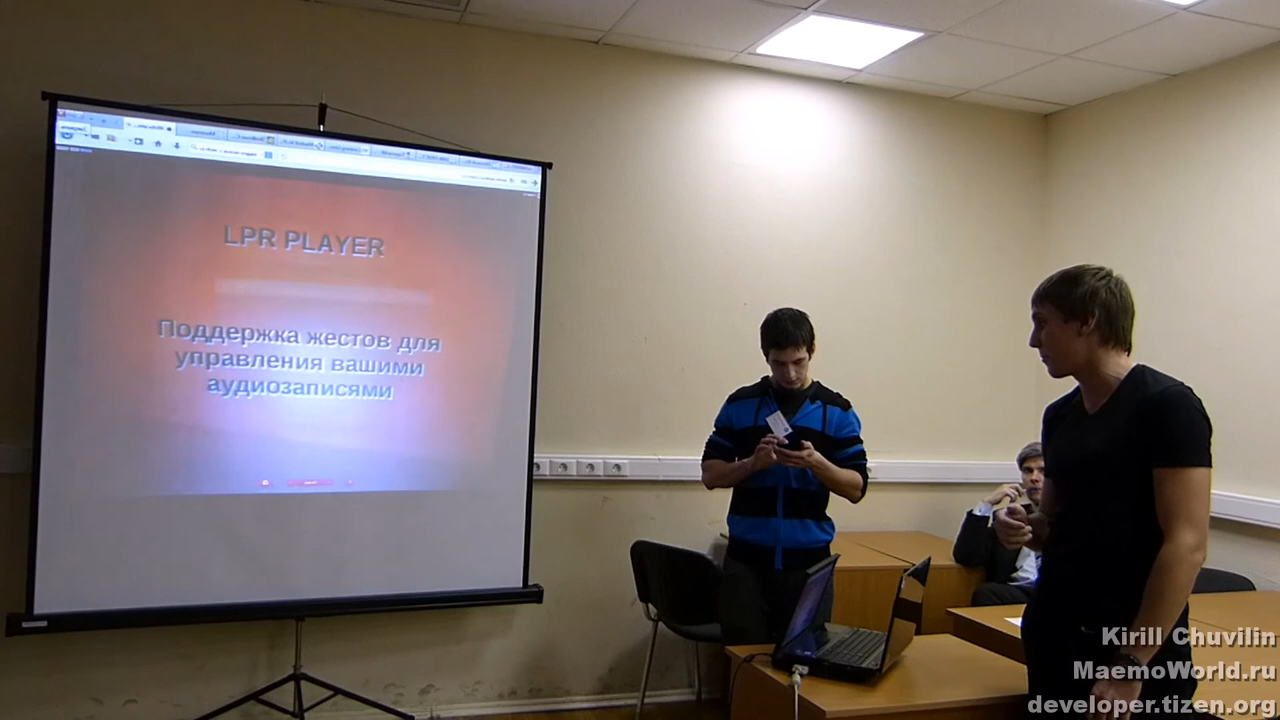 LPR PLAYER
Поддержка жестов для
управления вашими
аудиозаписями
Kirill Chuvilin
MaemoWorld.ru
developer.tizen.org